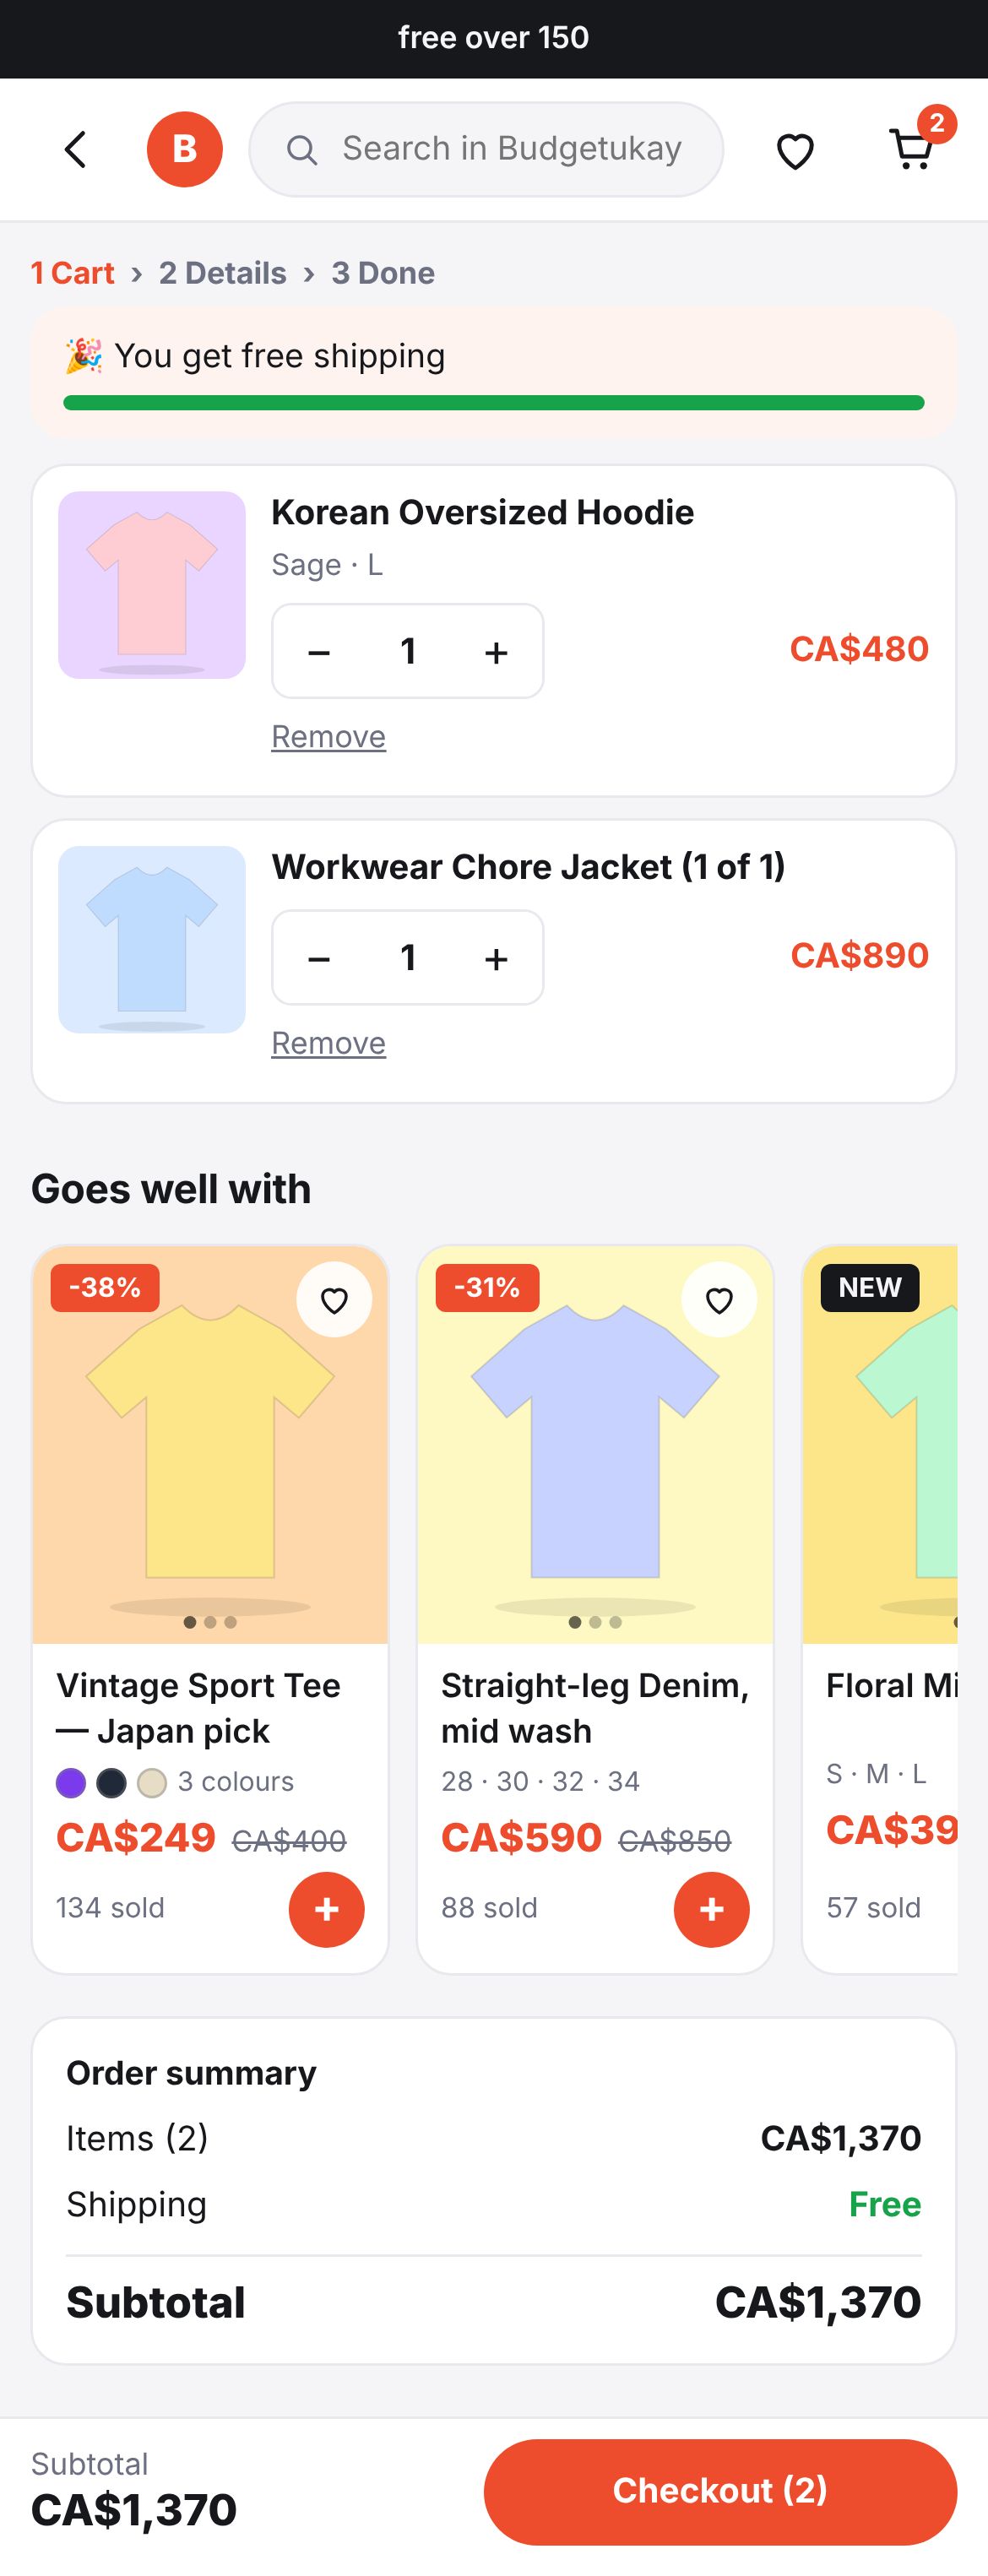 free over 150
B
Search in Budgetukay
2
1 Cart › 2 Details › 3 Done
🎉 You get free shipping
Korean Oversized Hoodie
Sage · L
− 1 +
CA$480
Remove
Workwear Chore Jacket (1 of 1)
− 1 +
CA$890
Remove
Goes well with
-38%
Vintage Sport Tee
— Japan pick
3 colours
CA$249 CA$400
134 sold
+
-31%
Straight-leg Denim,
mid wash
28 · 30 · 32 · 34
CA$590 CA$850
88 sold
+
NEW
Floral
S · M · L
CA$39
57 sold
Order summary
Items (2) CA$1,370
Shipping Free
Subtotal CA$1,370
Subtotal
CA$1,370
Checkout (2)